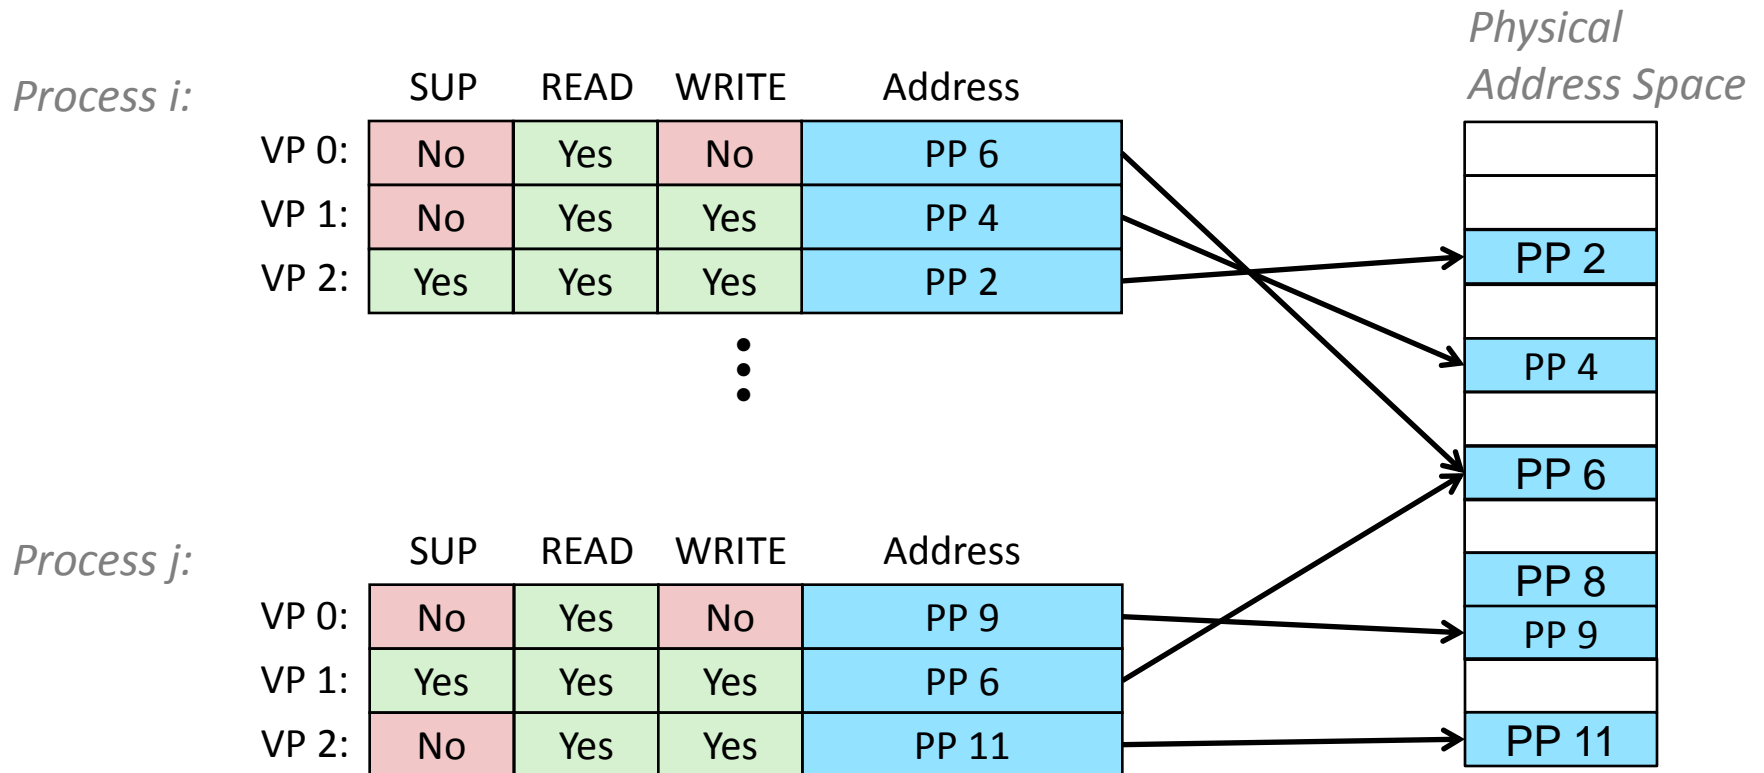 Physical
Address Space
Process i:
SUP READ WRITE Address
VP 0: No Yes No PP 6
VP 1: No Yes Yes PP 4
VP 2: Yes Yes Yes PP 2
PP 2
PP 4
PP 6
PP 8
PP 9
PP 11
Process j:
SUP READ WRITE Address
VP 0: No Yes No PP 9
VP 1: Yes Yes Yes PP 6
VP 2: No Yes Yes PP 11